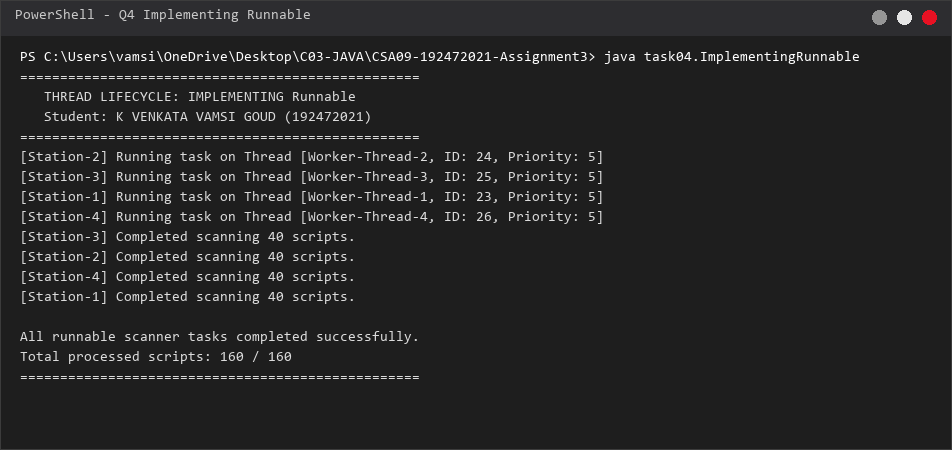 PowerShell - Q4 Implementing Runnable
PS C:\Users\vamsi\OneDrive\Desktop\C03-JAVA\CSA09-192472021-Assignment3> java task04.ImplementingRunnable
==================================================
   THREAD LIFECYCLE: IMPLEMENTING Runnable
   Student: K VENKATA VAMSI GOUD (192472021)
==================================================
[Station-2] Running task on Thread [Worker-Thread-2, ID: 24, Priority: 5]
[Station-3] Running task on Thread [Worker-Thread-3, ID: 25, Priority: 5]
[Station-1] Running task on Thread [Worker-Thread-1, ID: 23, Priority: 5]
[Station-4] Running task on Thread [Worker-Thread-4, ID: 26, Priority: 5]
[Station-3] Completed scanning 40 scripts.
[Station-2] Completed scanning 40 scripts.
[Station-4] Completed scanning 40 scripts.
[Station-1] Completed scanning 40 scripts.
All runnable scanner tasks completed successfully.
Total processed scripts: 160 / 160
==================================================